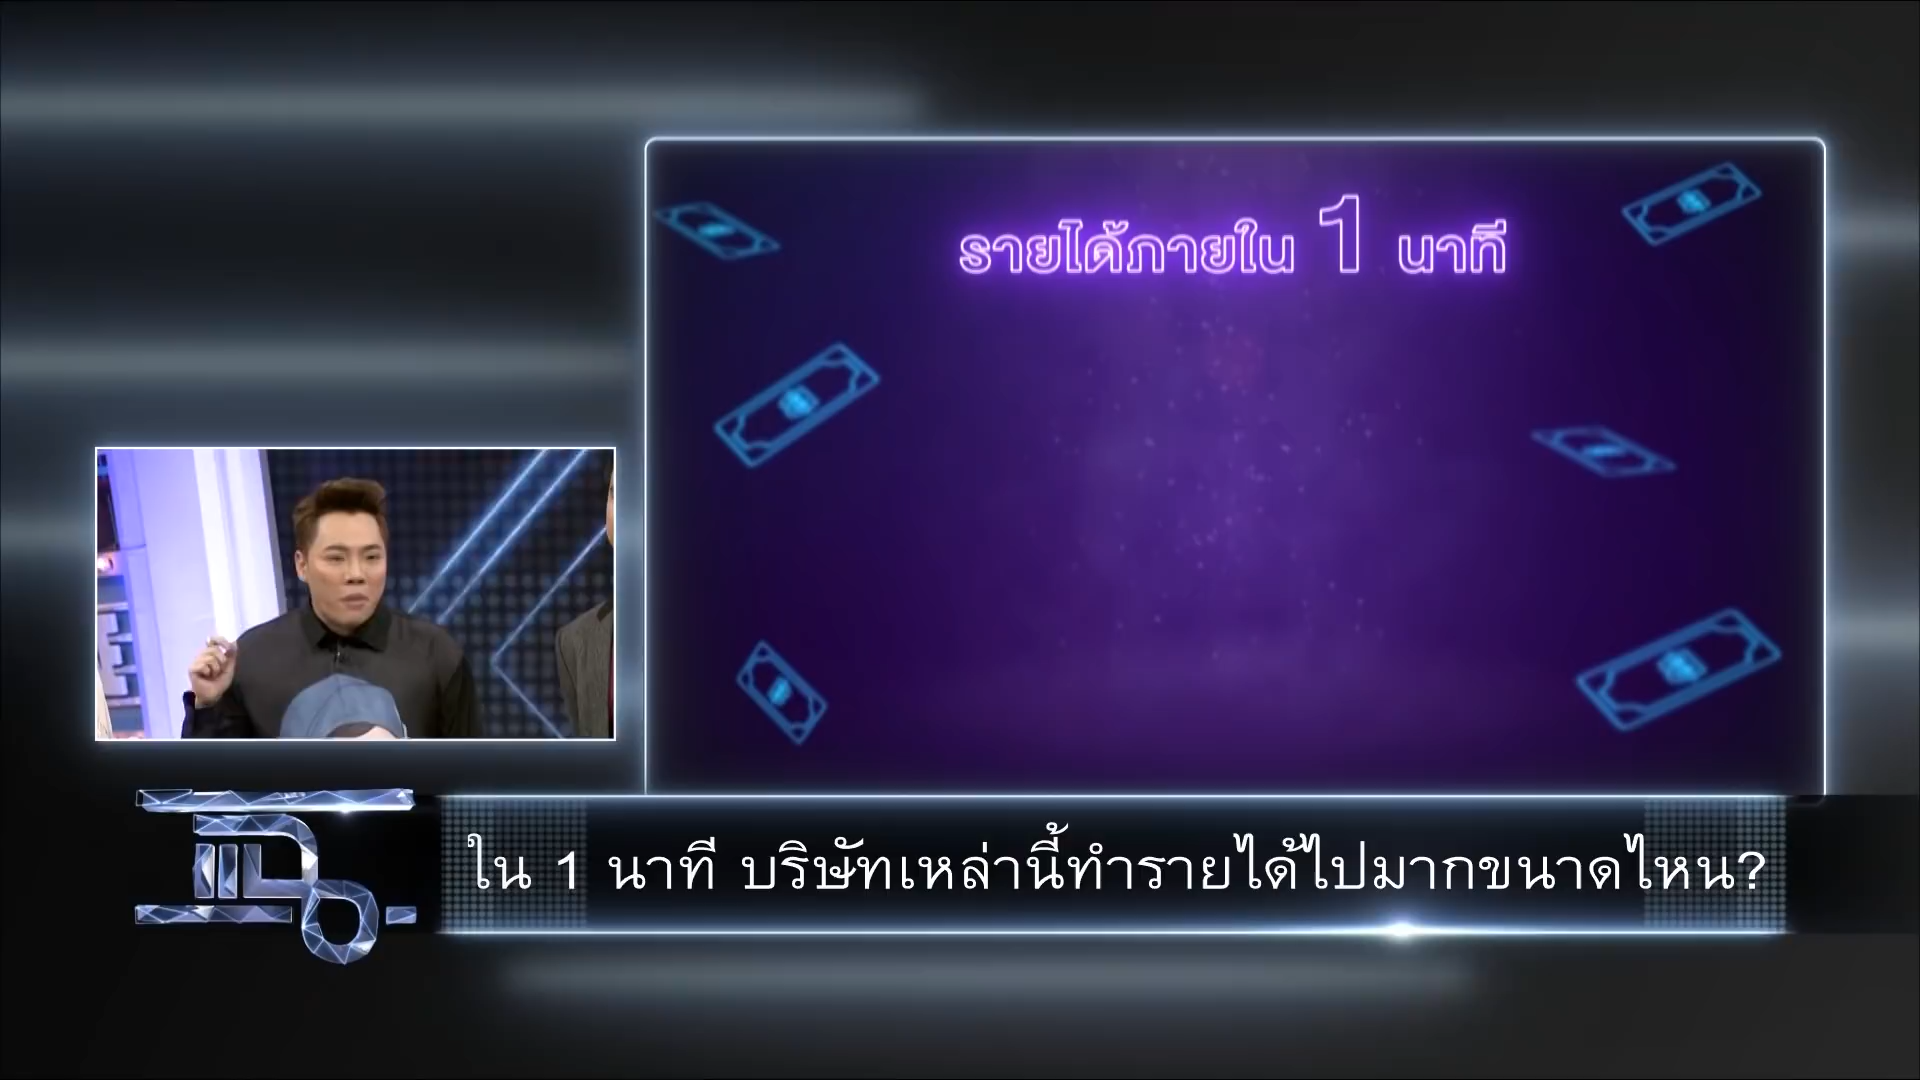 รายได้ภายใน 1 นาที
แฉ.
ใน 1 นาที บริษัทเหล่านี้ทำรายได้ไปมากขนาดไหน?